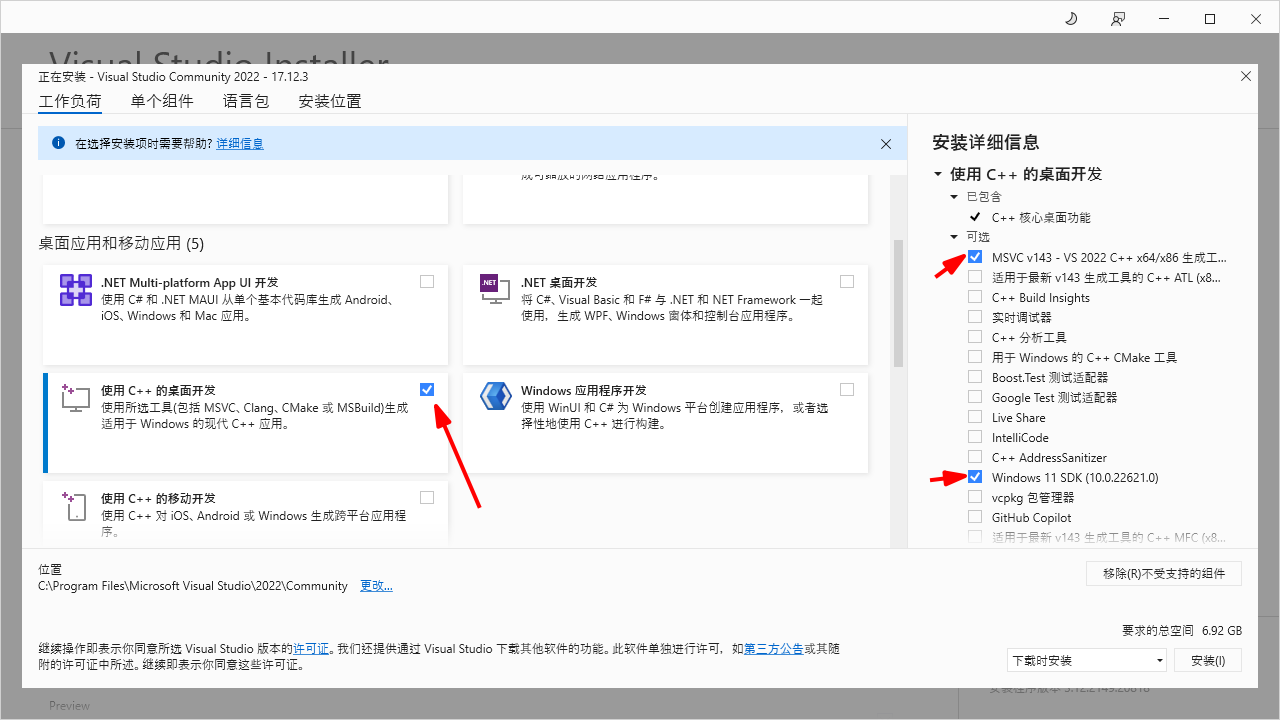 Visual Studio Installer
正在安装 - Visual Studio Community 2022 - 17.12.3
工作负荷 单个组件 语言包 安装位置
在选择安装项时需要帮助? 详细信息
成可缩放的网络应用程序。
桌面应用和移动应用 (5)
.NET Multi-platform App UI 开发
使用 C# 和 .NET MAUI 从单个基本代码库生成 Android、
iOS、Windows 和 Mac 应用。
.NET
.NET 桌面开发
将 C#、Visual Basic 和 F# 与 .NET 和 NET Framework 一起
使用，生成 WPF、Windows 窗体和控制台应用程序。
使用 C++ 的桌面开发
使用所选工具(包括 MSVC、Clang、CMake 或 MSBuild)生成
适用于 Windows 的现代 C++ 应用。
Windows 应用程序开发
使用 WinUI 和 C# 为 Windows 平台创建应用程序，或者选
择性地使用 C++ 进行构建。
使用 C++ 的移动开发
使用 C++ 对 iOS、Android 或 Windows 生成跨平台应用程
序。
安装详细信息
使用 C++ 的桌面开发
已包含
C++ 核心桌面功能
可选
MSVC v143 - VS 2022 C++ x64/x86 生成工...
适用于最新 v143 生成工具的 C++ ATL (x8...
C++ Build Insights
实时调试器
C++ 分析工具
用于 Windows 的 C++ CMake 工具
Boost.Test 测试适配器
Google Test 测试适配器
Live Share
IntelliCode
C++ AddressSanitizer
Windows 11 SDK (10.0.22621.0)
vcpkg 包管理器
GitHub Copilot
适用于最新 v143 生成工具的 C++ MFC (x8...
位置
C:\Program Files\Microsoft Visual Studio\2022\Community 更改...
移除(R)不受支持的组件
要求的总空间 6.92 GB
继续操作即表示你同意所选 Visual Studio 版本的许可证。我们还提供通过 Visual Studio 下载其他软件的功能。此软件单独进行许可，如第三方公告或其随
附的许可证中所述。继续即表示你同意这些许可证。
下载时安装 安装(I)
安装程序版本 3.12.2149.20818
Preview